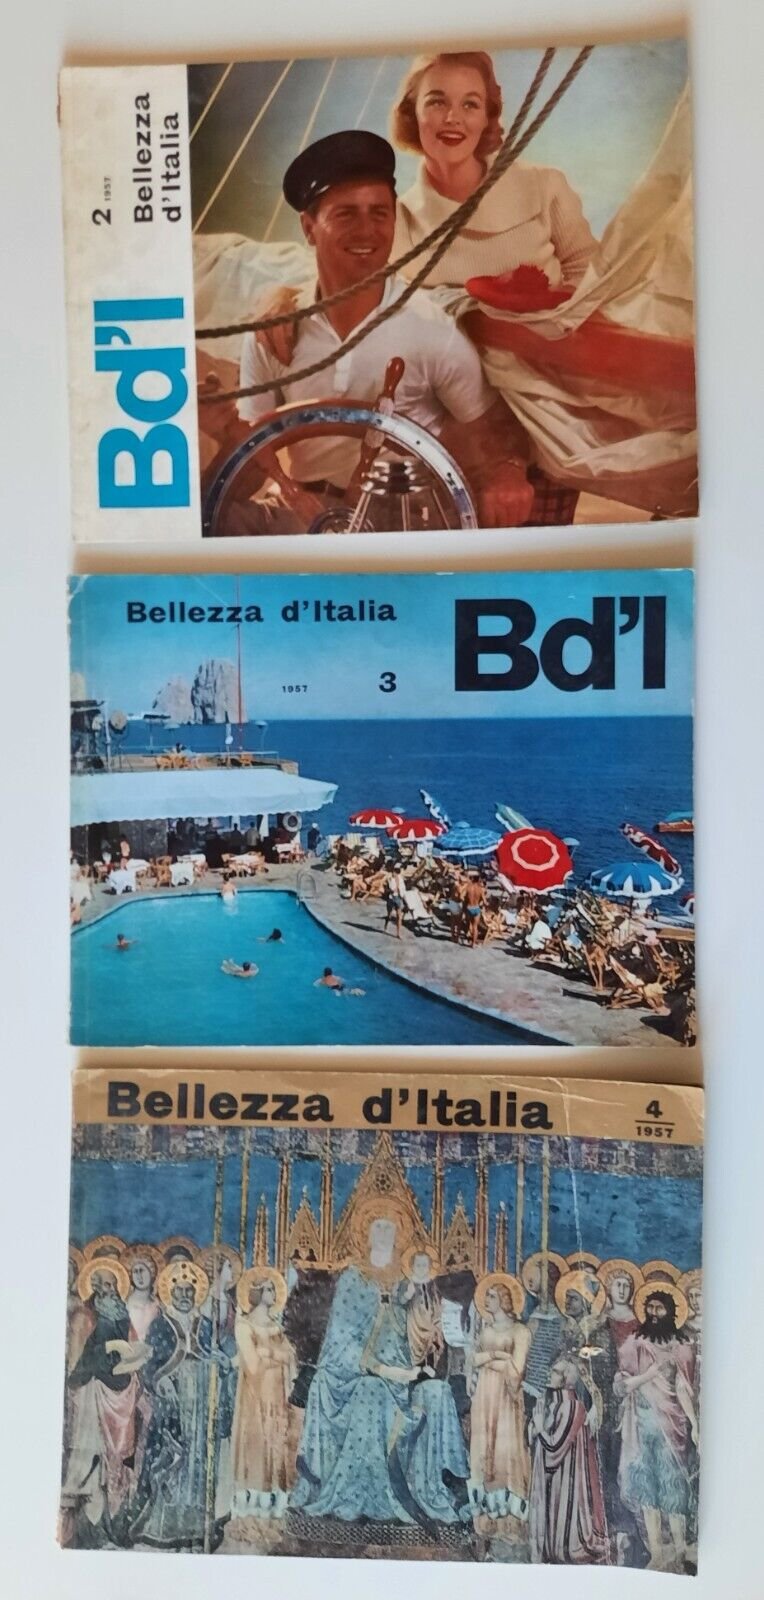 2 1957
Bellezza
d'Italia
Bd'I
Bellezza d'Italia
Bd'I
1957 3
Bellezza d'Italia
4
1957